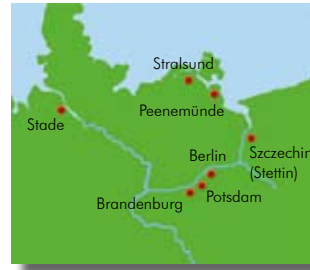 Stralsund
Peenemünde
Stade
Szczechin
(Stettin)
Berlin
Potsdam
Brandenburg